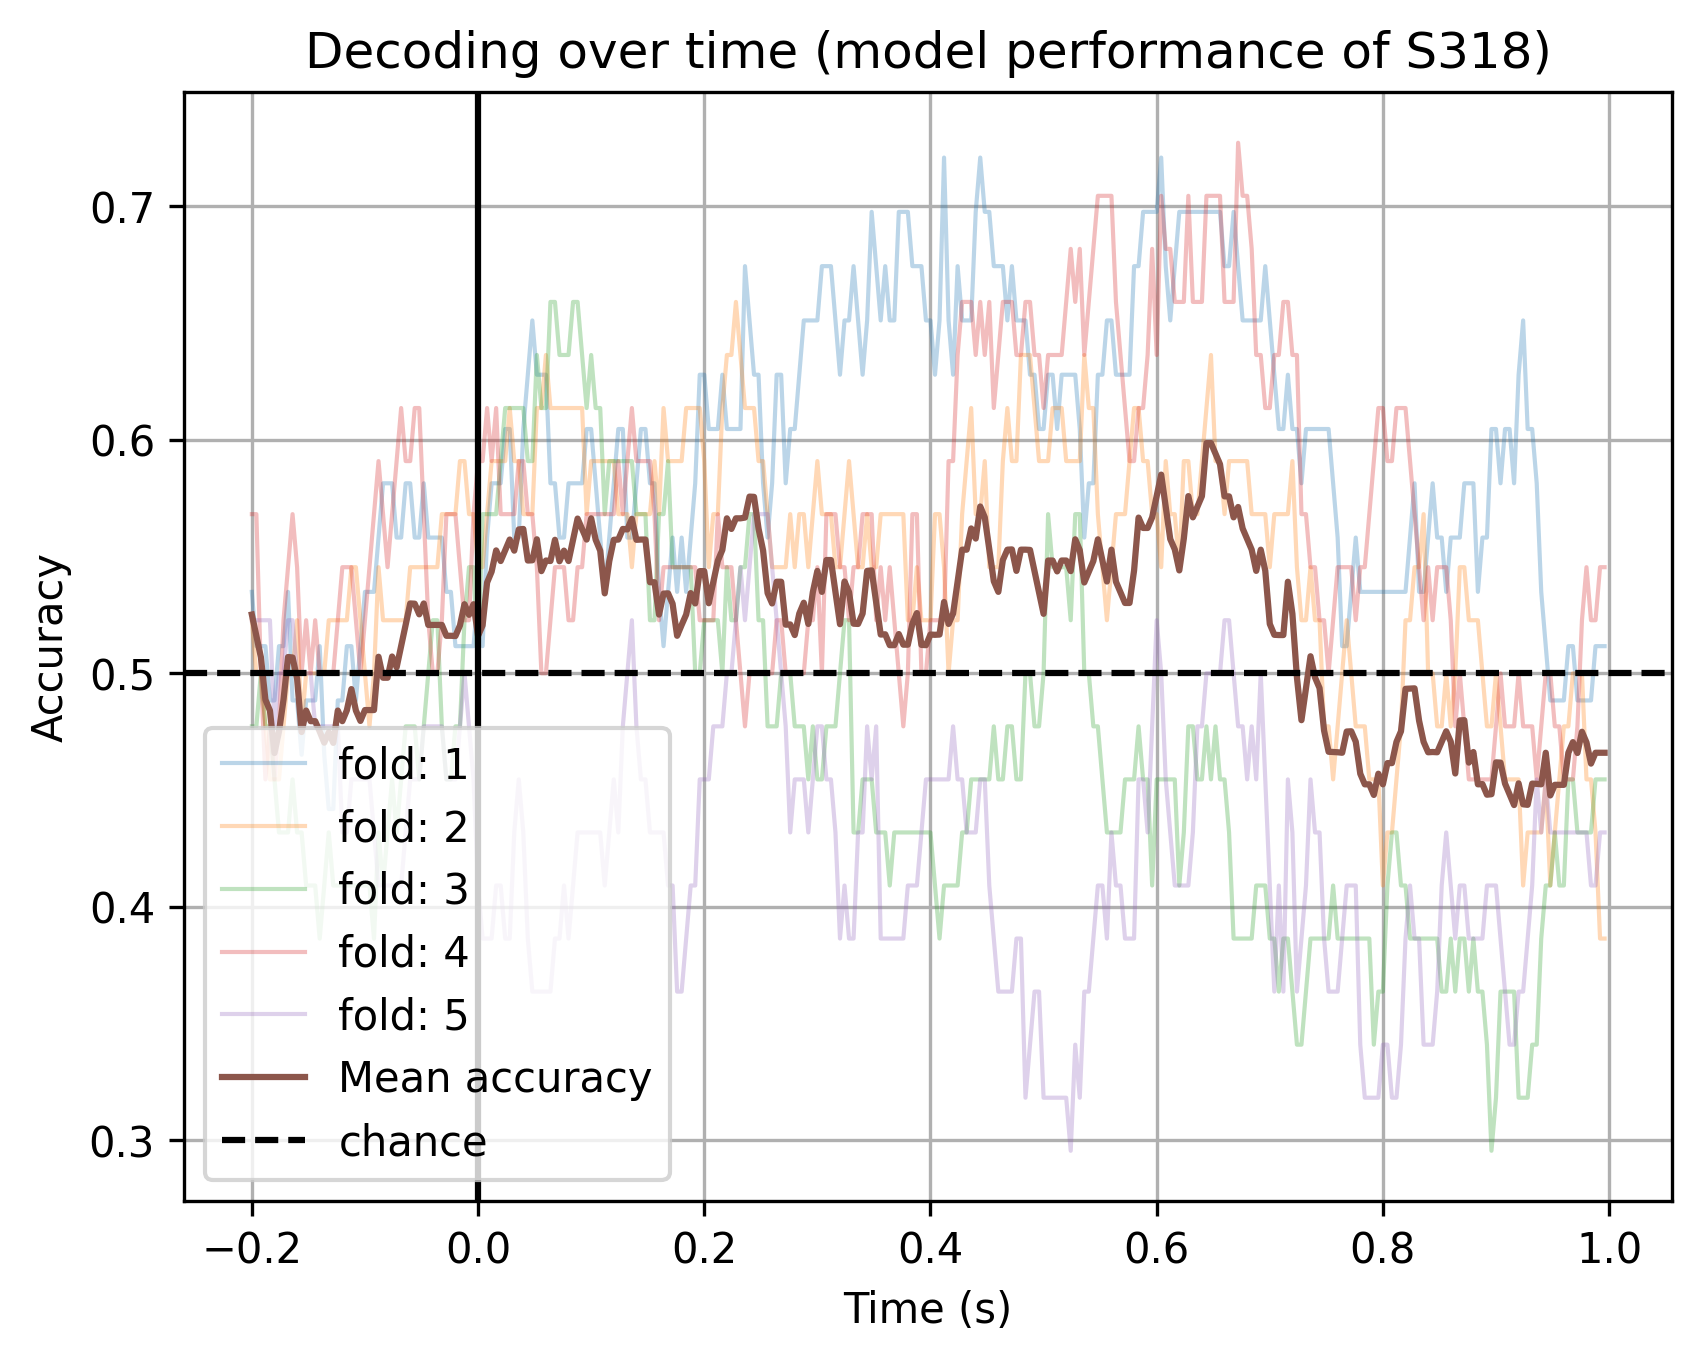 Decoding over time (model performance of S318)
Accuracy
0.7
0.6
0.5
0.4
0.3
fold: 1
fold: 2
fold: 3
fold: 4
fold: 5
Mean accuracy
chance
−0.2 0.0 0.2 0.4 0.6 0.8 1.0
Time (s)